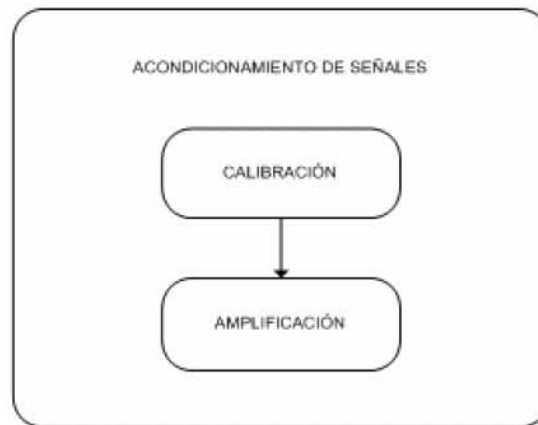 ACONDICIONAMIENTO DE SEÑALES
CALIBRACIÓN
AMPLIFICACIÓN